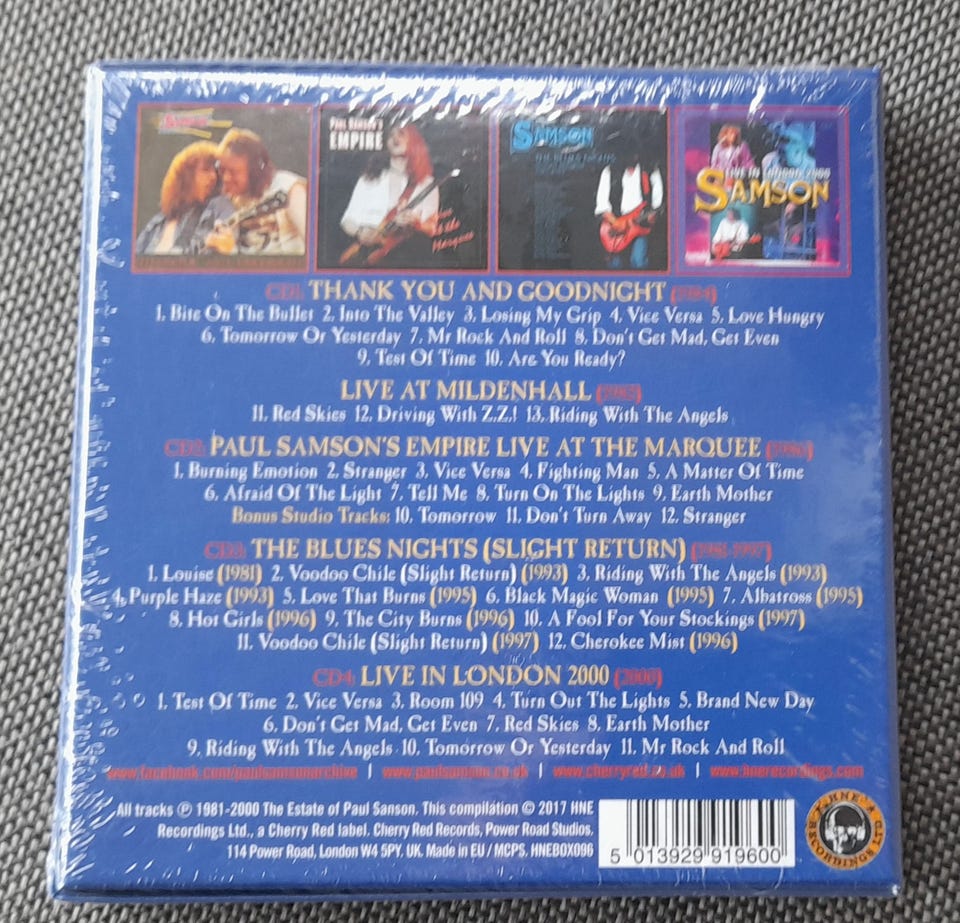 PAUL SAMSON'S
EMPIRE
Live
at the
Marquee
SAMSON
THE BLUES NIGHTS
LIVE IN LONDON 2000
SAMSON
CD1: THANK YOU AND GOODNIGHT (1984)
1. Bite On The Bullet 2. Into The Valley 3. Losing My Grip 4. Vice Versa 5. Love Hungry
6. Tomorrow Or Yesterday 7. Mr Rock And Roll 8. Don't Get Mad, Get Even
9. Test Of Time 10. Are You Ready?
LIVE AT MILDENHALL
11. Red Skies 12. Driving With Z.Z.! 13. Riding With The Angels
CD2: PAUL SAMSON'S EMPIRE LIVE AT THE MARQUEE (1986)
1. Burning Emotion 2. Stranger 3. Vice Versa 4. Fighting Man 5. A Matter Of Time
6. Afraid Of The Light 7. Tell Me 8. Turn On The Lights 9. Earth Mother
Bonus Studio Tracks: 10. Tomorrow 11. Don't Turn Away 12. Stranger
CD3: THE BLUES NIGHTS (SLIGHT RETURN) (1981-1997)
1. Louise (1981) 2. Voodoo Chile (Slight Return) (1993) 3. Riding With The Angels (1993)
4. Purple Haze (1993) 5. Love That Burns (1995) 6. Black Magic Woman (1995) 7. Albatross (1995)
8. Hot Girls (1996) 9. The City Burns (1996) 10. A Fool For Your Stockings (1997)
11. Voodoo Chile (Slight Return) (1997) 12. Cherokee Mist (1996)
CD4: LIVE IN LONDON 2000 (2000)
1. Test Of Time 2. Vice Versa 3. Room 109 4. Turn Out The Lights 5. Brand New Day
6. Don't Get Mad, Get Even 7. Red Skies 8. Earth Mother
9. Riding With The Angels 10. Tomorrow Or Yesterday 11. Mr Rock And Roll
www.facebook.com/paulsamsonarchive | www.paulsamson.co.uk | www.cherryred.co.uk | www.hnerecordings.com
All tracks ℗ 1981-2000 The Estate of Paul Sanson. This compilation © 2017 HNE
Recordings Ltd., a Cherry Red label. Cherry Red Records, Power Road Studios,
114 Power Road, London W4 5PY. UK. Made in EU / MCPS. HNEBOX096
5 013929 919600
HNE
RECORDINGS LTD